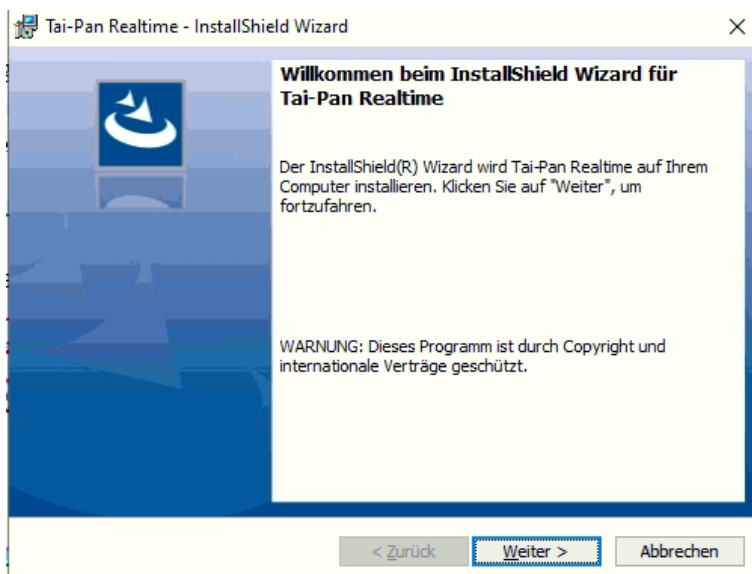 Tai-Pan Realtime - InstallShield Wizard
Willkommen beim InstallShield Wizard für
Tai-Pan Realtime
Der InstallShield(R) Wizard wird Tai-Pan Realtime auf Ihrem
Computer installieren. Klicken Sie auf "Weiter", um
fortzufahren.
WARNUNG: Dieses Programm ist durch Copyright und
internationale Verträge geschützt.
< Zurück Weiter > Abbrechen